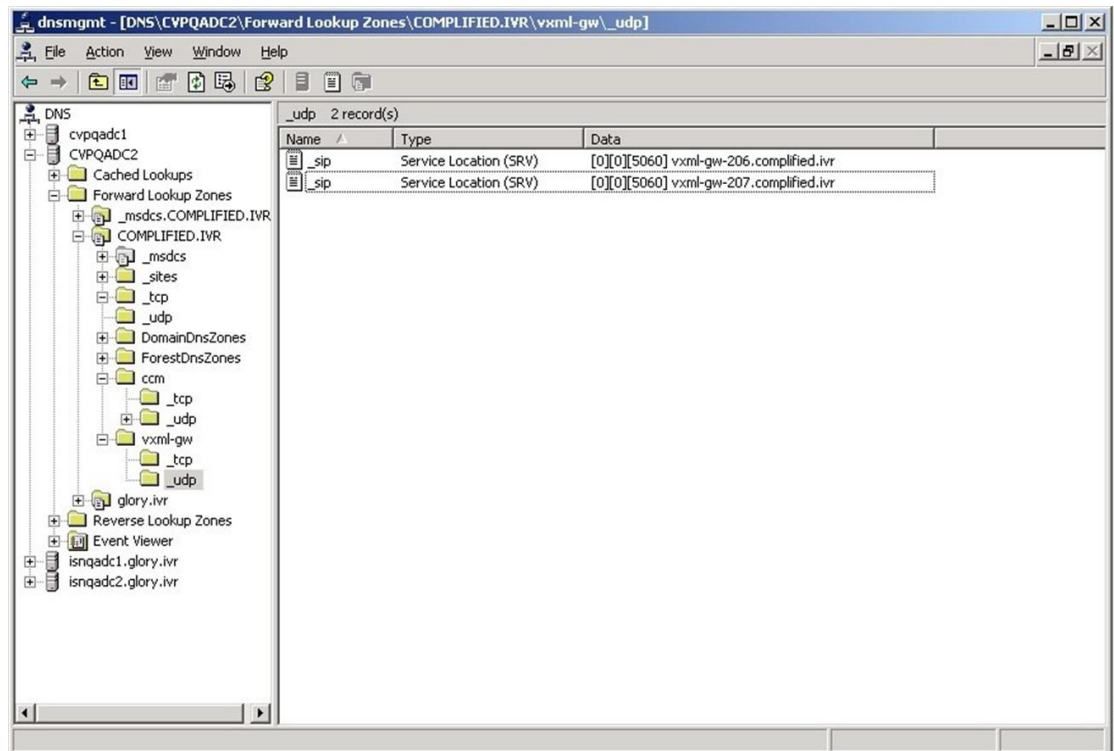 dnsmgmt - [DNS\CVPQADC2\Forward Lookup Zones\COMPLIFIED.IVR\vxml-gw\_udp]
File Action View Window Help
DNS
cvpqadc1
CVPQADC2
Cached Lookups
Forward Lookup Zones
_msdcs.COMPLIFIED.IVR
COMPLIFIED.IVR
_msdcs
_sites
_tcp
_udp
DomainDnsZones
ForestDnsZones
ccm
_tcp
_udp
vxml-gw
_tcp
_udp
glory.ivr
Reverse Lookup Zones
Event Viewer
isnqadc1.glory.ivr
isnqadc2.glory.ivr
_udp 2 record(s)
Name Type Data
_sip Service Location (SRV) [0][0][5060] vxml-gw-206.complified.ivr
_sip Service Location (SRV) [0][0][5060] vxml-gw-207.complified.ivr